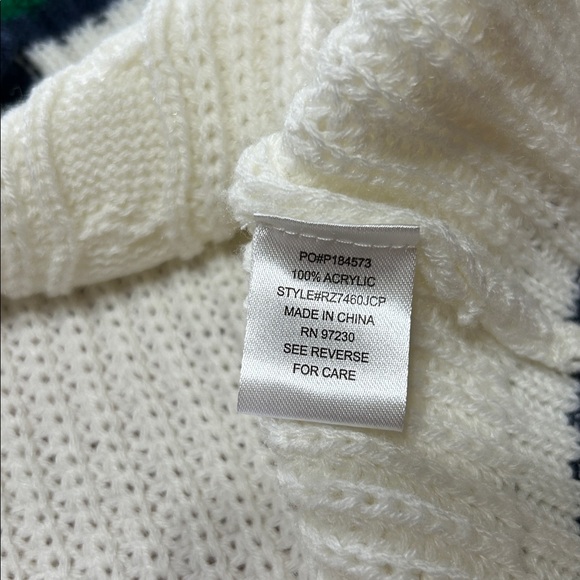 PO#P184573
100% ACRYLIC
STYLE#RZ7460JCP
MADE IN CHINA
RN 97230
SEE REVERSE
FOR CARE